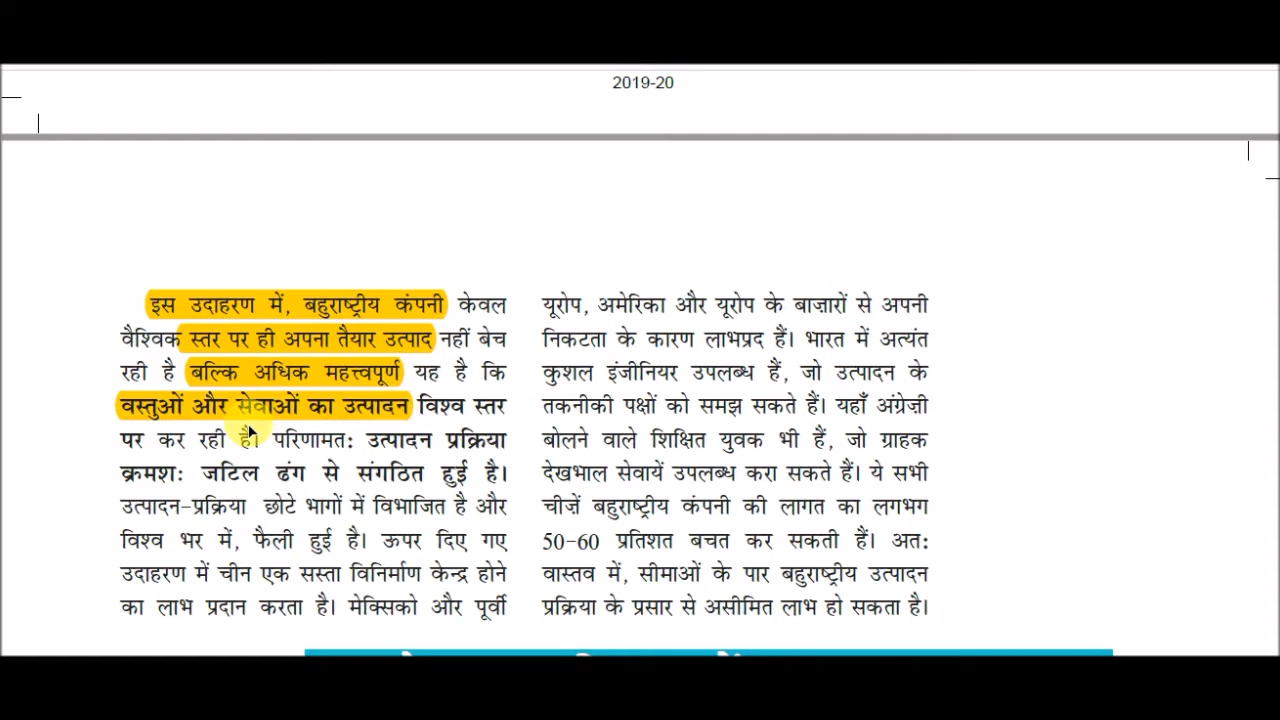 2019-20
इस उदाहरण में, बहुराष्ट्रीय कंपनी केवल
वैश्विक स्तर पर ही अपना तैयार उत्पाद नहीं बेच
रही है बल्कि अधिक महत्त्वपूर्ण यह है कि
वस्तुओं और सेवाओं का उत्पादन विश्व स्तर
पर कर रही है। परिणामत: उत्पादन प्रक्रिया
क्रमश: जटिल ढंग से संगठित हुई है।
उत्पादन-प्रक्रिया छोटे भागों में विभाजित है और
विश्व भर में, फैली हुई है। ऊपर दिए गए
उदाहरण में चीन एक सस्ता विनिर्माण केन्द्र होने
का लाभ प्रदान करता है। मेक्सिको और पूर्वी
यूरोप, अमेरिका और यूरोप के बाज़ारों से अपनी
निकटता के कारण लाभप्रद हैं। भारत में अत्यंत
कुशल इंजीनियर उपलब्ध हैं, जो उत्पादन के
तकनीकी पक्षों को समझ सकते हैं। यहाँ अंग्रेज़ी
बोलने वाले शिक्षित युवक भी हैं, जो ग्राहक
देखभाल सेवायें उपलब्ध करा सकते हैं। ये सभी
चीज़ें बहुराष्ट्रीय कंपनी की लागत का लगभग
50-60 प्रतिशत बचत कर सकती हैं। अत:
वास्तव में, सीमाओं के पार बहुराष्ट्रीय उत्पादन
प्रक्रिया के प्रसार से असीमित लाभ हो सकता है।